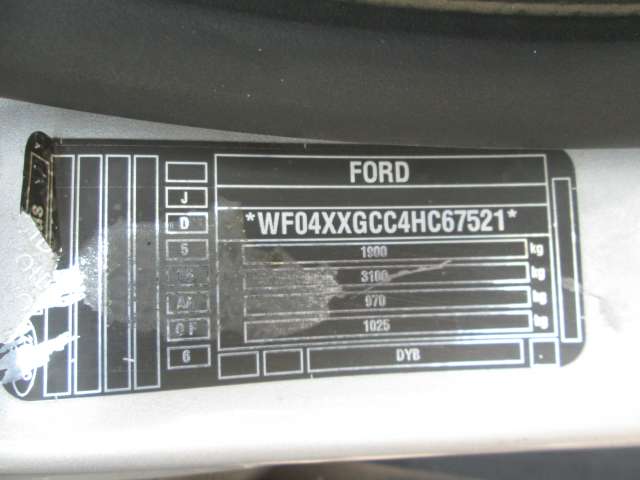 FORD
J
D *WF04XXGCC4HC67521*
5 1900 kg
3100 kg
970 kg
1025 kg
6 DYB